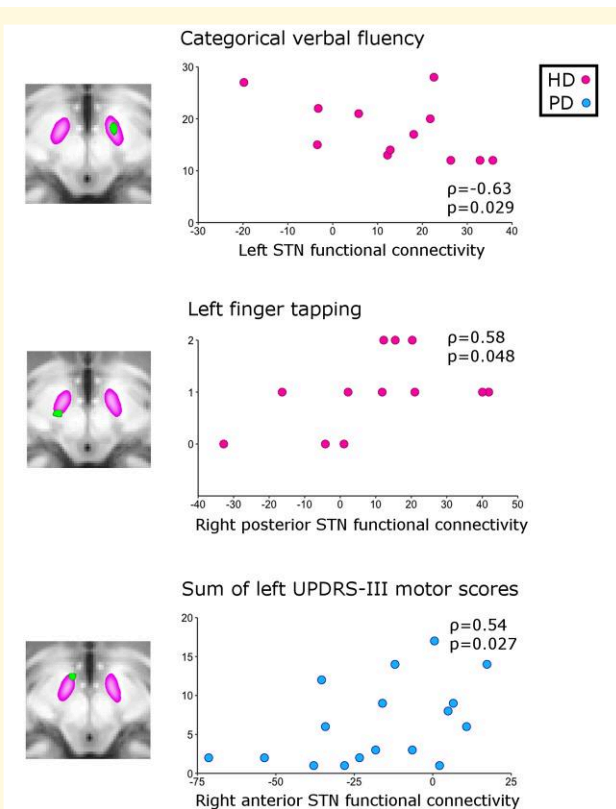 Categorical verbal fluency
HD
PD
30
20
10
0
ρ=-0.63
p=0.029
-30 -20 -10 0 10 20 30 40
Left STN functional connectivity
Left finger tapping
2
1
0
ρ=0.58
p=0.048
-40 -30 -20 -10 0 10 20 30 40 50
Right posterior STN functional connectivity
Sum of left UPDRS-III motor scores
20
15
10
5
0
ρ=0.54
p=0.027
-75 -50 -25 0 25
Right anterior STN functional connectivity